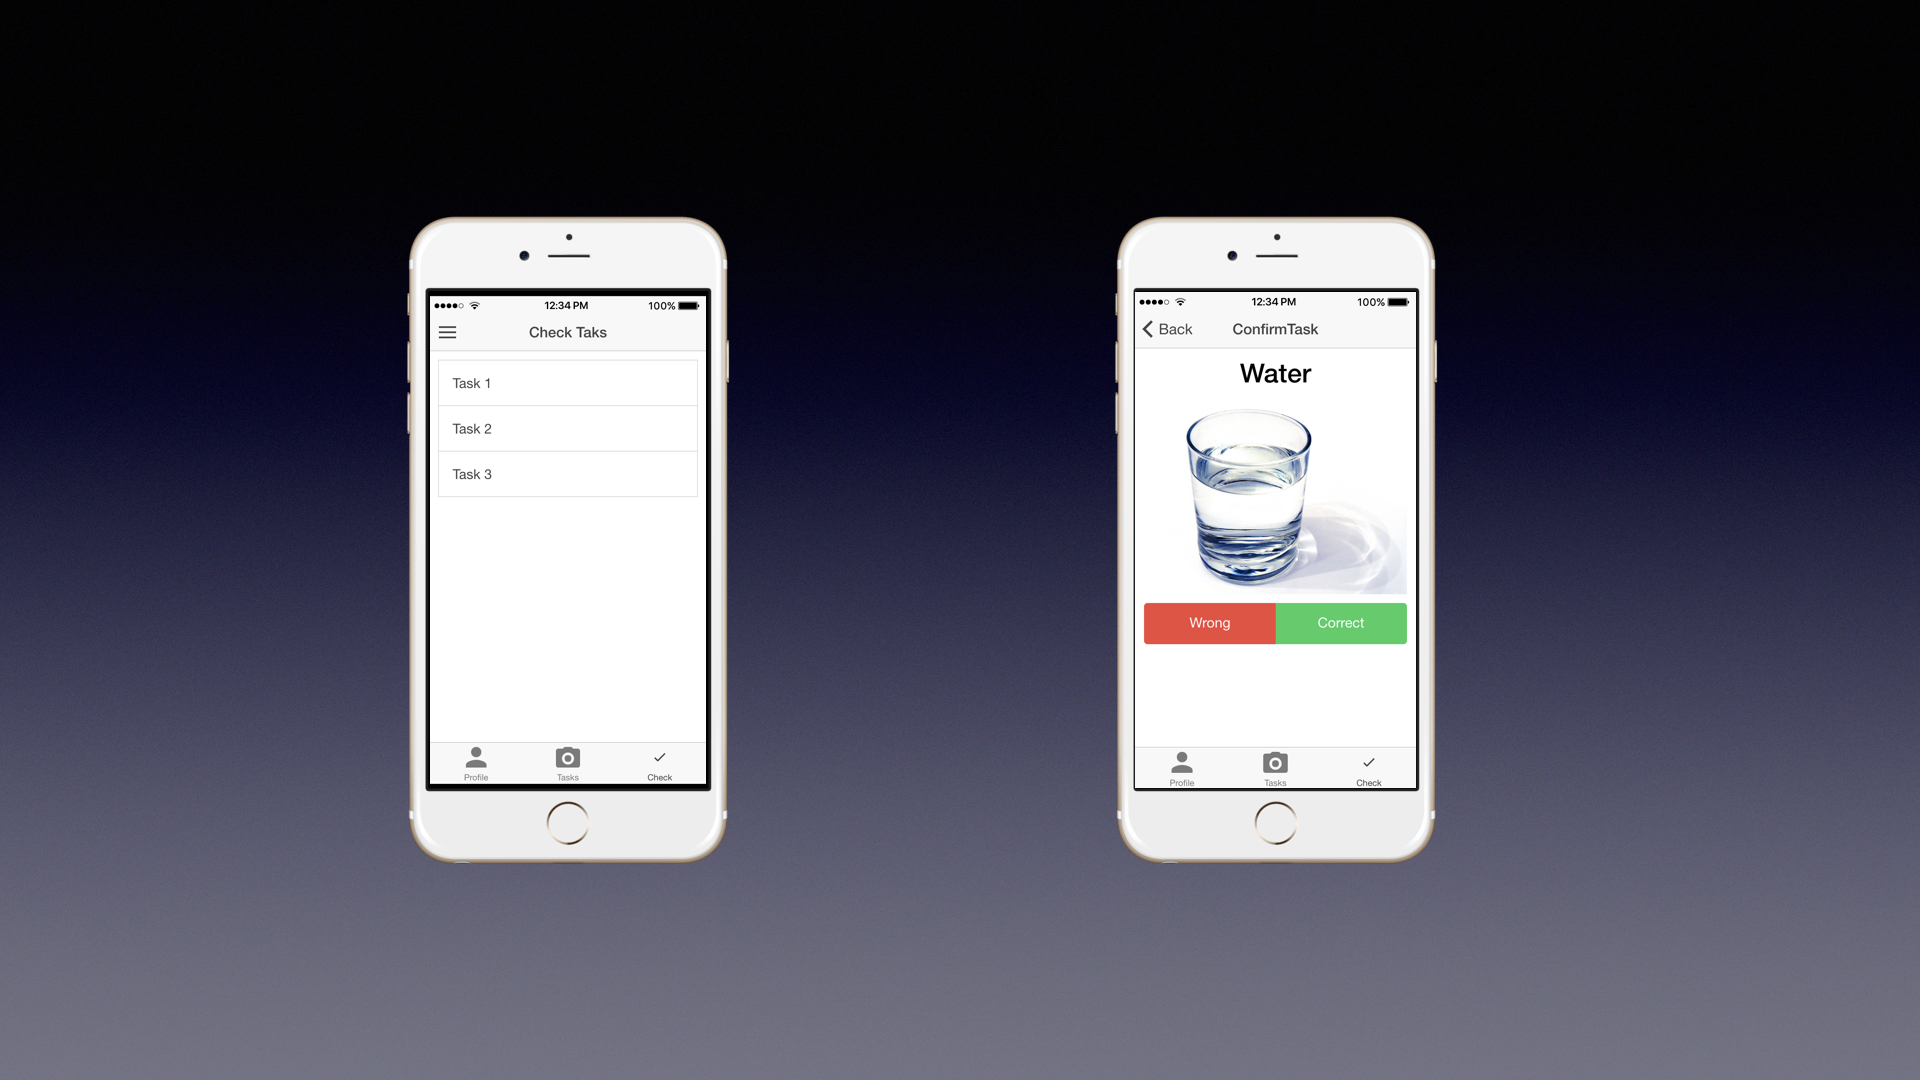 12:34 PM 100%
Check Taks
Task 1
Task 2
Task 3
Profile Tasks Check
12:34 PM 100%
Back ConfirmTask
Water
Wrong Correct
Profile Tasks Check